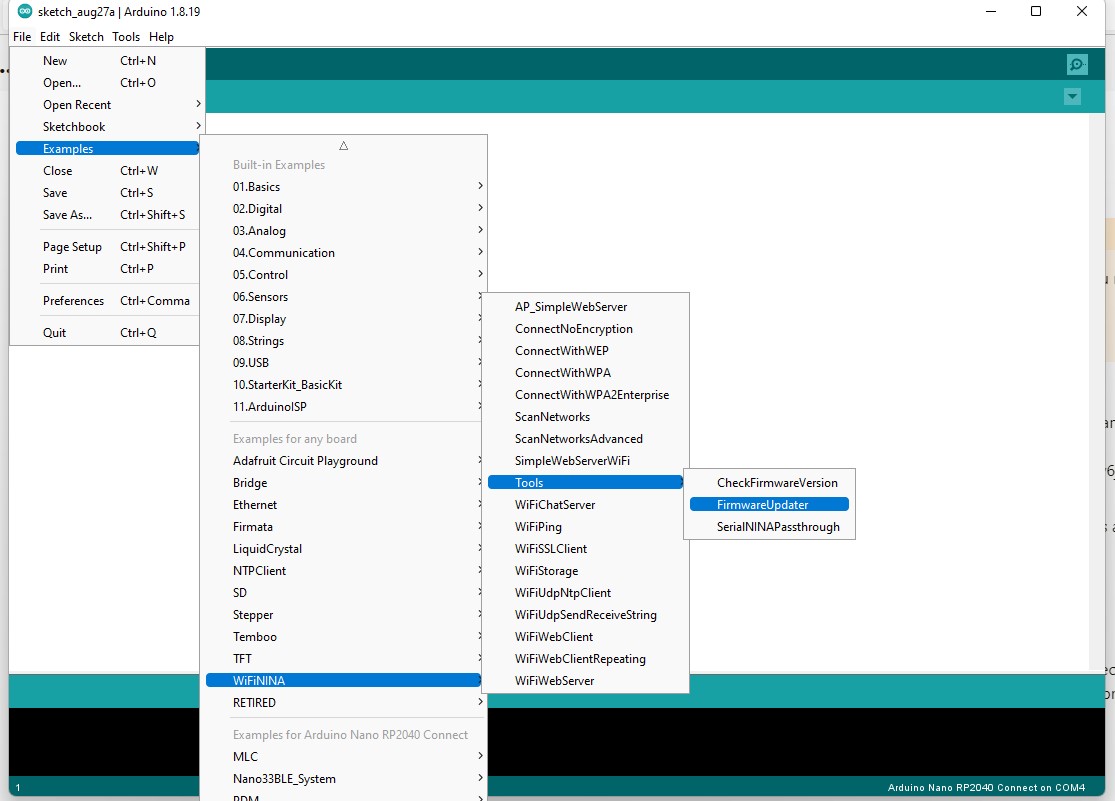 sketch_aug27a | Arduino 1.8.19
File Edit Sketch Tools Help
New Ctrl+N
Open... Ctrl+O
Open Recent
Sketchbook
Examples
Close Ctrl+W
Save Ctrl+S
Save As... Ctrl+Shift+S
Page Setup Ctrl+Shift+P
Print Ctrl+P
Preferences Ctrl+Comma
Quit Ctrl+Q
Built-in Examples
01.Basics
02.Digital
03.Analog
04.Communication
05.Control
06.Sensors
07.Display
08.Strings
09.USB
10.StarterKit_BasicKit
11.ArduinoISP
Examples for any board
Adafruit Circuit Playground
Bridge
Ethernet
Firmata
LiquidCrystal
NTPClient
SD
Stepper
Temboo
TFT
WiFiNINA
RETIRED
Examples for Arduino Nano RP2040 Connect
MLC
Nano33BLE_System
PDM
AP_SimpleWebServer
ConnectNoEncryption
ConnectWithWEP
ConnectWithWPA
ConnectWithWPA2Enterprise
ScanNetworks
ScanNetworksAdvanced
SimpleWebServerWiFi
Tools
WiFiChatServer
WiFiPing
WiFiSSLClient
WiFiStorage
WiFiUdpNtpClient
WiFiUdpSendReceiveString
WiFiWebClient
WiFiWebClientRepeating
WiFiWebServer
CheckFirmwareVersion
FirmwareUpdater
SerialNINAPassthrough
1
Arduino Nano RP2040 Connect on COM4